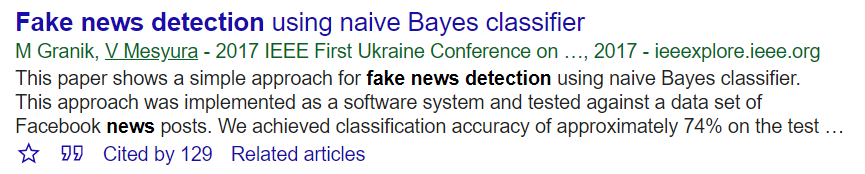 Fake news detection using naive Bayes classifier
M Granik, V Mesyura - 2017 IEEE First Ukraine Conference on …, 2017 - ieeexplore.ieee.org
This paper shows a simple approach for fake news detection using naive Bayes classifier.
This approach was implemented as a software system and tested against a data set of
Facebook news posts. We achieved classification accuracy of approximately 74% on the test …
Cited by 129 Related articles